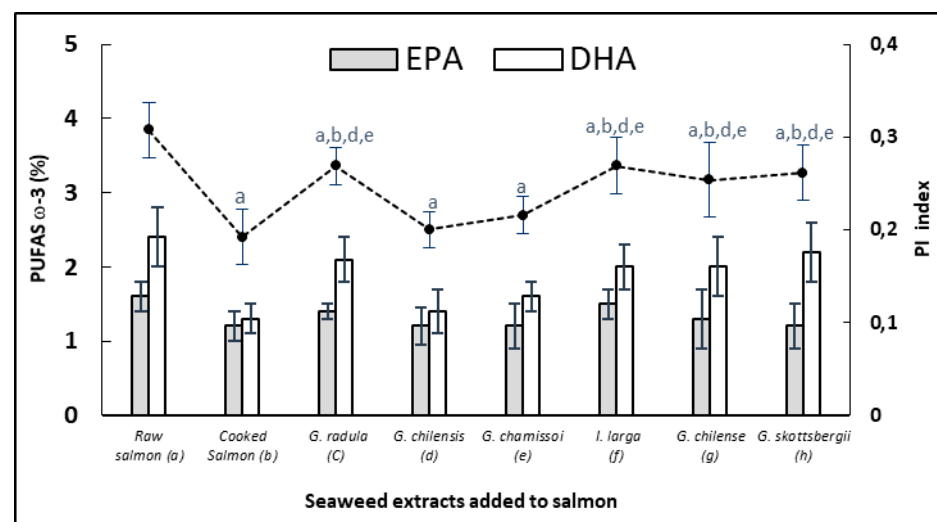 EPA DHA
PUFAS ω-3 (%)
5
4
3
2
1
0
a
a,b,d,e
a
a
a,b,d,e
a,b,d,e
a,b,d,e
0,4
0,3
0,2
0,1
0
PI index
Raw salmon (a)
Cooked Salmon (b)
G. radula (C)
G. chilensis (d)
G. chamissoi (e)
I. larga (f)
G. chilense (g)
G. skottsbergii (h)
Seaweed extracts added to salmon